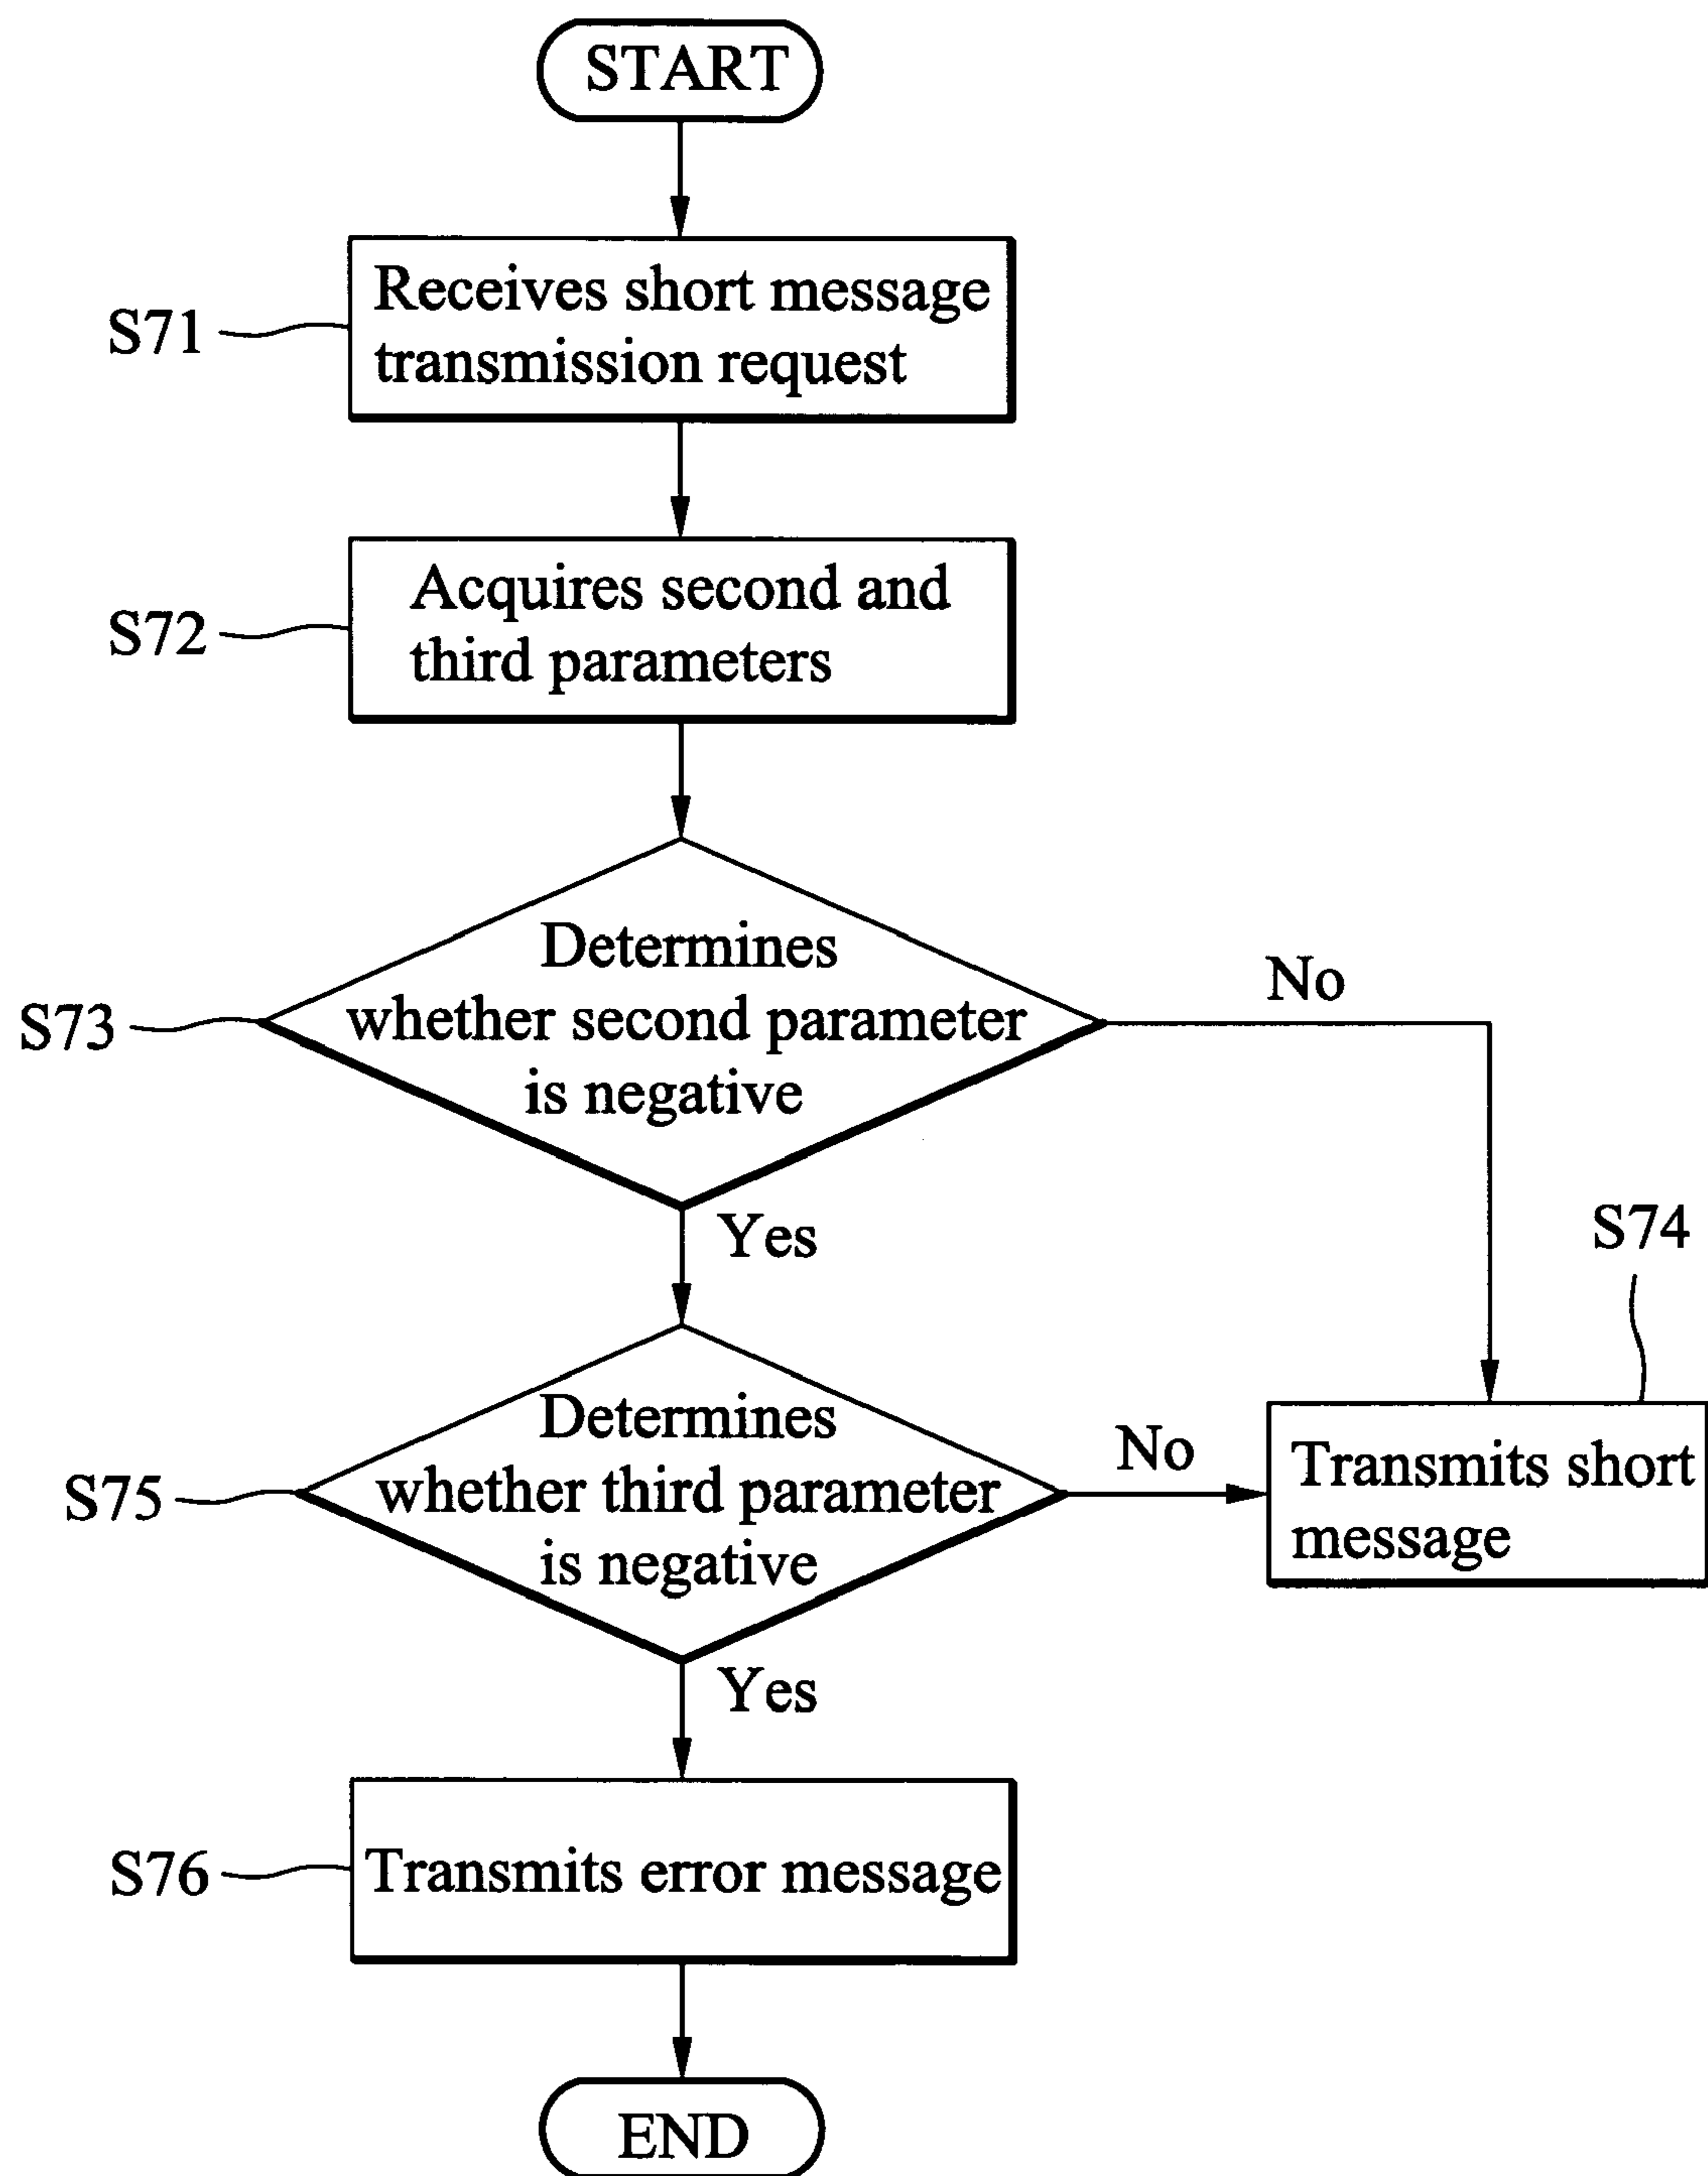 START
S71
Receives short message
transmission request
S72
Acquires second and
third parameters
S73
Determines
whether second parameter
is negative
No
Yes
S74
Transmits short
message
S75
Determines
whether third parameter
is negative
No
Yes
S76
Transmits error message
END